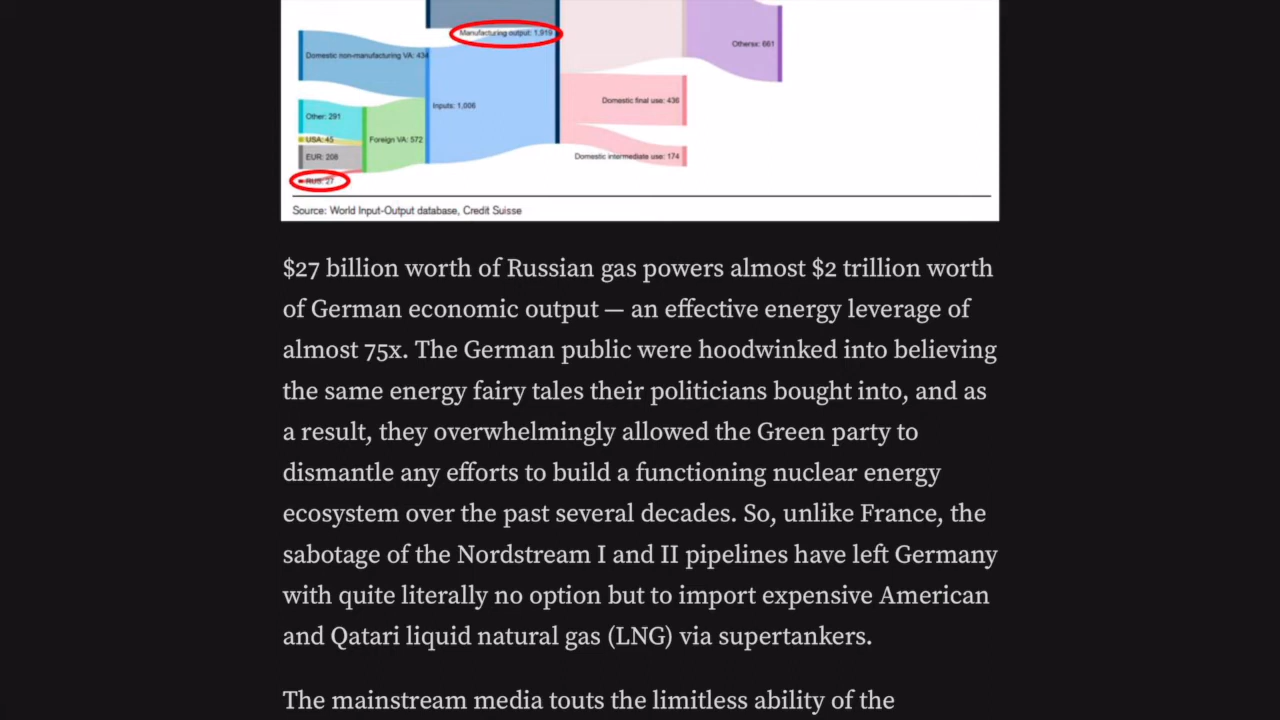 Manufacturing output: 1,919
Othersx: 661
Domestic non-manufacturing VA: 434
Domestic final use: 436
Inputs: 1,006
Other: 291
USA: 45
Foreign VA: 572
EUR: 208
Domestic intermediate use: 174
RUS: 27
Source: World Input-Output database, Credit Suisse
$27 billion worth of Russian gas powers almost $2 trillion worth
of German economic output — an effective energy leverage of
almost 75x. The German public were hoodwinked into believing
the same energy fairy tales their politicians bought into, and as
a result, they overwhelmingly allowed the Green party to
dismantle any efforts to build a functioning nuclear energy
ecosystem over the past several decades. So, unlike France, the
sabotage of the Nordstream I and II pipelines have left Germany
with quite literally no option but to import expensive American
and Qatari liquid natural gas (LNG) via supertankers.
The mainstream media touts the limitless ability of the